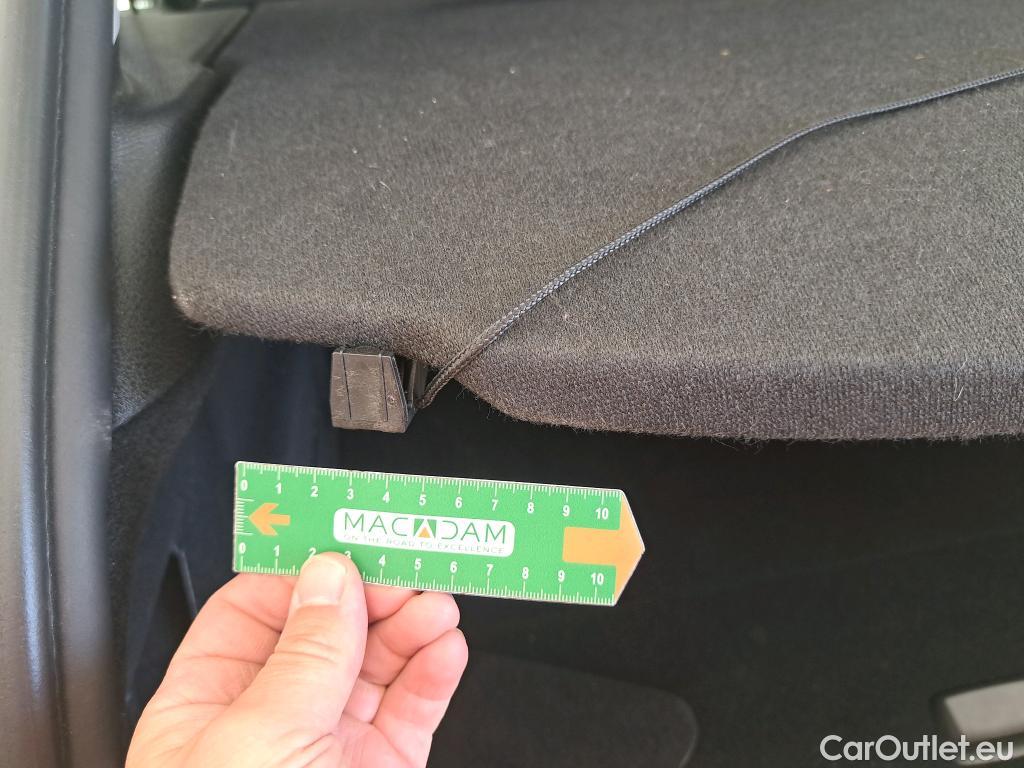 0 1 2 3 4 5 6 7 8 9 10
MACADAM
ON THE ROAD TO EXCELLENCE
0 1 2 3 4 5 6 7 8 9 10
CarOutlet.eu